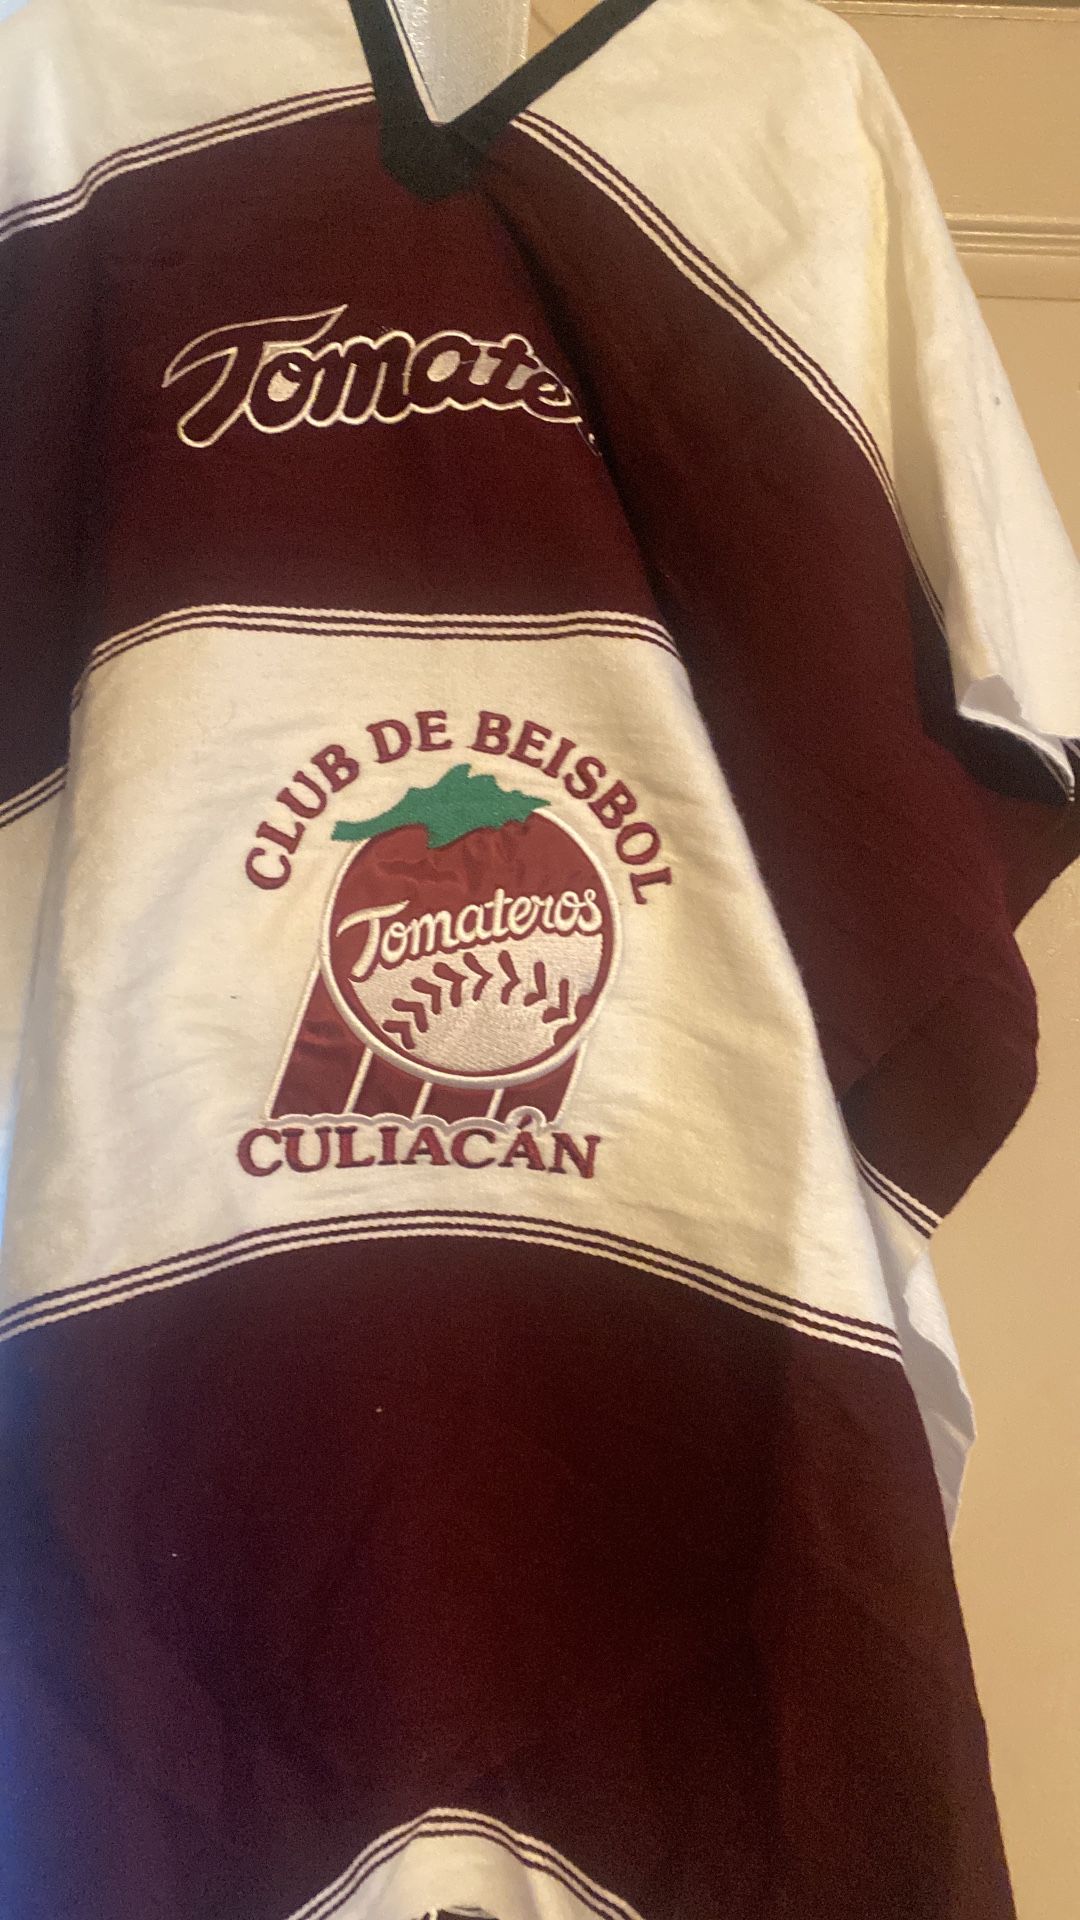 Tomate
CLUB DE BEISBOL
Tomateros
CULIACÁN